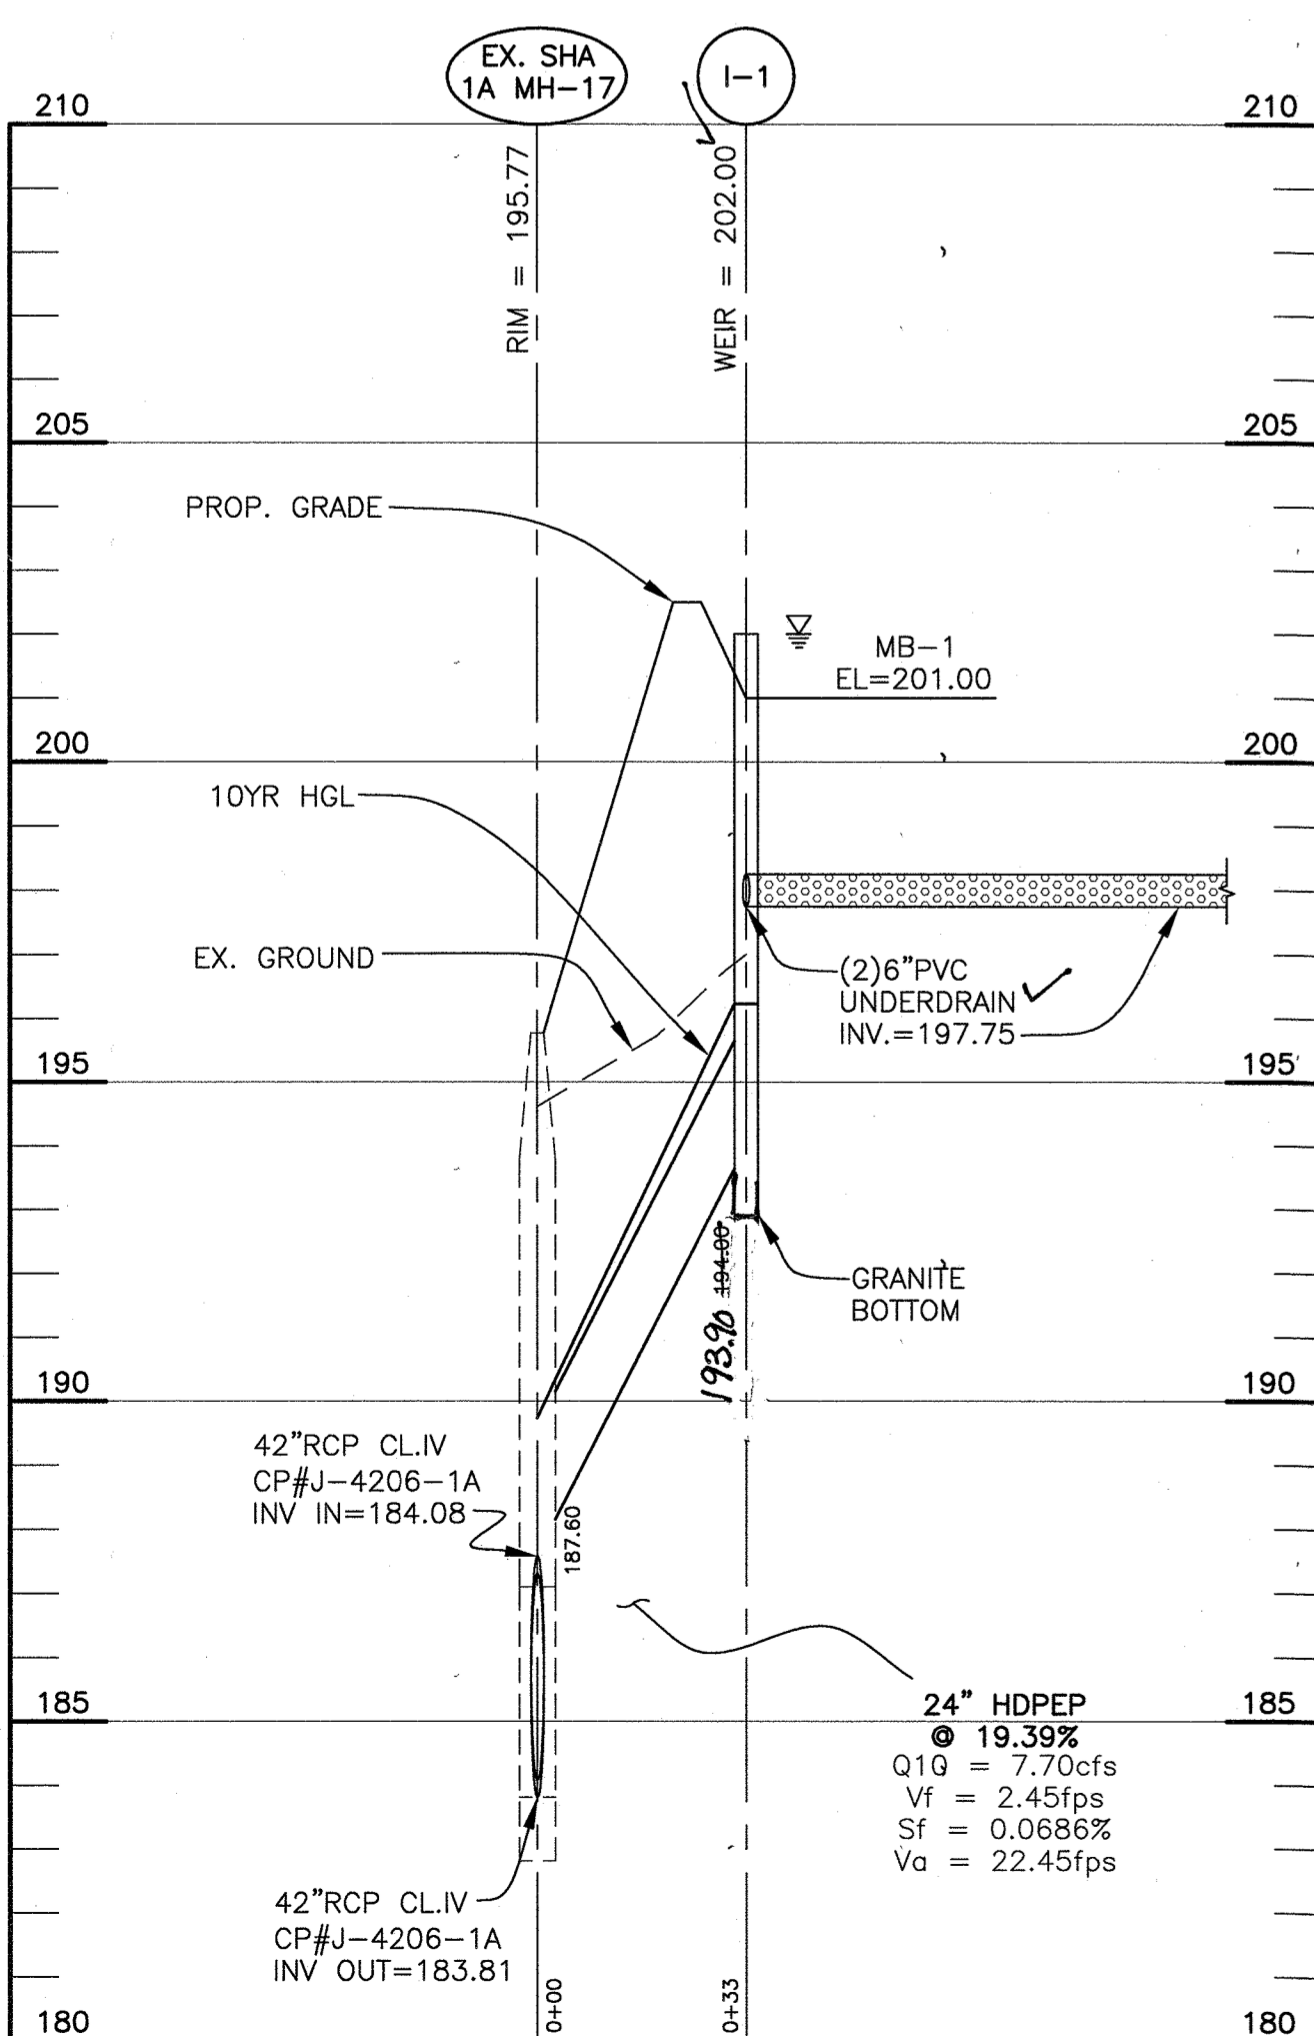 EX. SHA
1A MH-17
I-1
210
210
RIM = 195.77
WEIR = 202.00
205
205
PROP. GRADE
MB-1
EL=201.00
200
200
10YR HGL
EX. GROUND
(2)6"PVC
UNDERDRAIN
INV.=197.75
195
195
194.00
193.90
GRANITE
BOTTOM
190
190
42"RCP CL.IV
CP#J-4206-1A
INV IN=184.08
187.60
185
185
24" HDPEP
@ 19.39%
Q10 = 7.70cfs
Vf = 2.45fps
Sf = 0.0686%
Va = 22.45fps
42"RCP CL.IV
CP#J-4206-1A
INV OUT=183.81
0+00
0+33
180
180